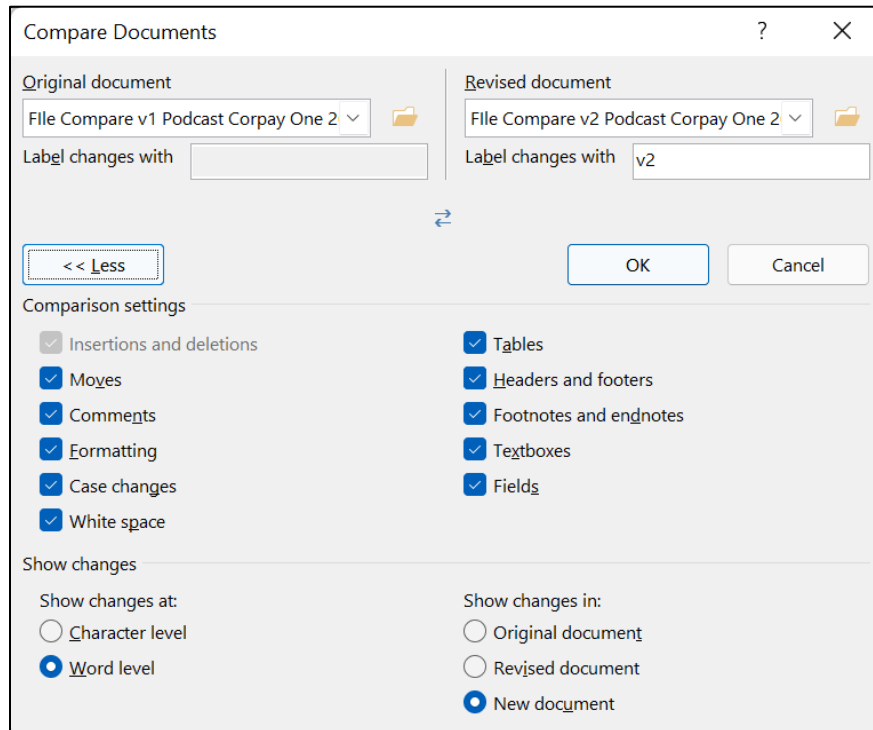 Compare Documents ?
Original document
Revised document
FIle Compare v1 Podcast Corpay One 2
FIle Compare v2 Podcast Corpay One 2
Label changes with
Label changes with v2
<< Less
OK
Cancel
Comparison settings
Insertions and deletions
Moves
Comments
Formatting
Case changes
White space
Tables
Headers and footers
Footnotes and endnotes
Textboxes
Fields
Show changes
Show changes at:
Character level
Word level
Show changes in:
Original document
Revised document
New document